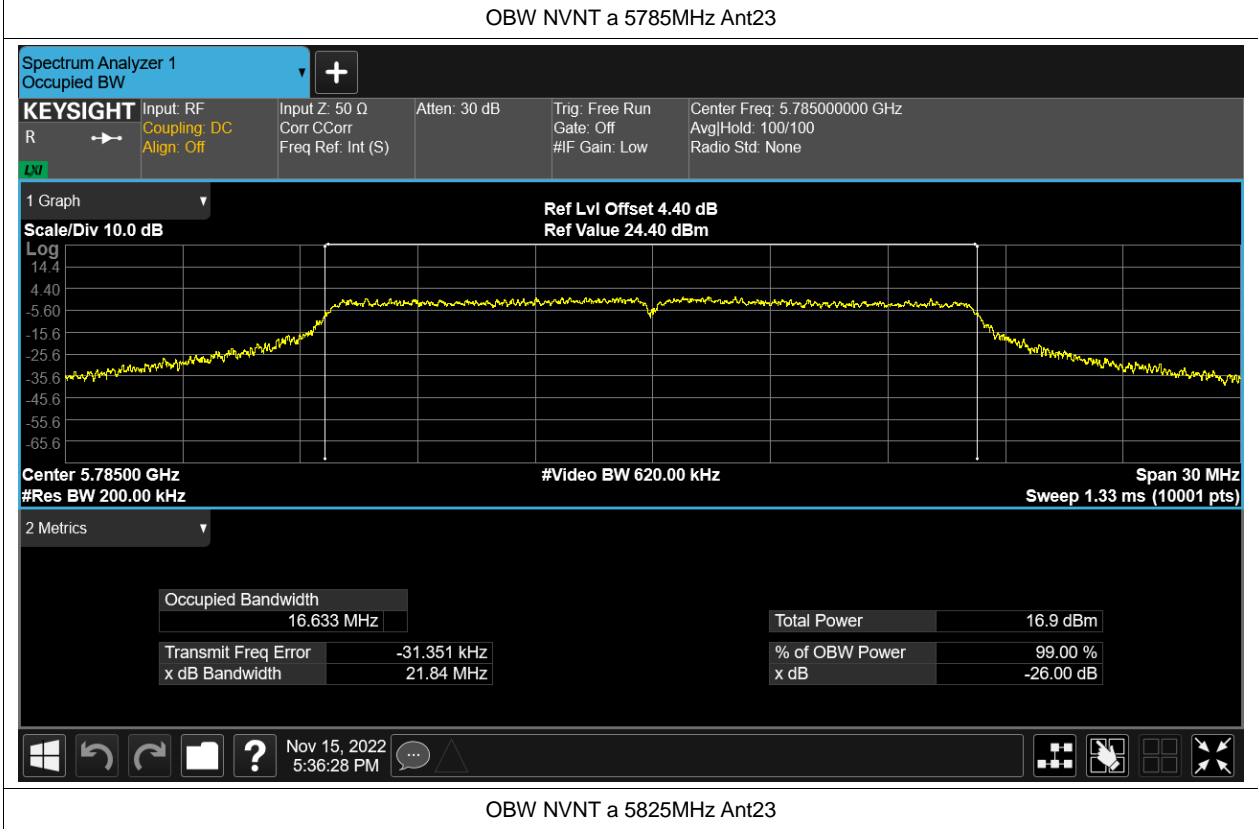 OBW NVNT a 5785MHz Ant23
Spectrum Analyzer 1
Occupied BW
KEYSIGHT
R
LXI
Input: RF
Coupling: DC
Align: Off
Input Z: 50 Ω
Corr CCorr
Freq Ref: Int (S)
Atten: 30 dB
Trig: Free Run
Gate: Off
#IF Gain: Low
Center Freq: 5.785000000 GHz
Avg|Hold: 100/100
Radio Std: None
1 Graph
Scale/Div 10.0 dB
Ref Lvl Offset 4.40 dB
Ref Value 24.40 dBm
Log
14.4
4.40
-5.60
-15.6
-25.6
-35.6
-45.6
-55.6
-65.6
Center 5.78500 GHz
#Video BW 620.00 kHz
Span 30 MHz
#Res BW 200.00 kHz
Sweep 1.33 ms (10001 pts)
2 Metrics
Occupied Bandwidth
16.633 MHz
Total Power 16.9 dBm
Transmit Freq Error -31.351 kHz
% of OBW Power 99.00 %
x dB Bandwidth 21.84 MHz
x dB -26.00 dB
Nov 15, 2022
5:36:28 PM
OBW NVNT a 5825MHz Ant23